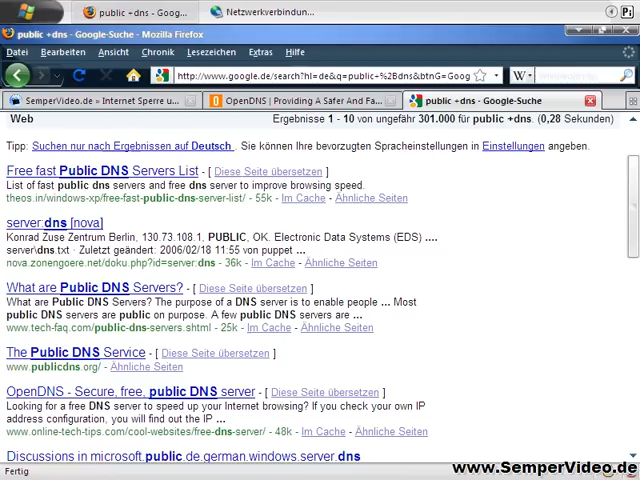 public +dns - Goog...
Netzwerkverbindun...
public +dns - Google-Suche - Mozilla Firefox
Datei Bearbeiten Ansicht Chronik Lesezeichen Extras Hilfe
http://www.google.de/search?hl=de&q=public+%2Bdns&btnG=Goog
W
SemperVideo.de » Internet Sperre u...
OpenDNS | Providing A Safer And Fa...
public +dns - Google-Suche
Web
Ergebnisse 1 - 10 von ungefähr 301.000 für public +dns. (0,28 Sekunden)
Tipp: Suchen nur nach Ergebnissen auf Deutsch . Sie können Ihre bevorzugten Spracheinstellungen in Einstellungen angeben.
Free fast Public DNS Servers List - [ Diese Seite übersetzen ]
List of fast public dns servers and free dns server to improve browsing speed.
theos.in/windows-xp/free-fast-public-dns-server-list/ - 55k - Im Cache - Ähnliche Seiten
server:dns [nova]
Konrad Zuse Zentrum Berlin, 130.73.108.1, PUBLIC, OK. Electronic Data Systems (EDS) ....
server\dns.txt · Zuletzt geändert: 2006/02/18 11:55 von puppet ...
nova.zonengoere.net/doku.php?id=server:dns - 36k - Im Cache - Ähnliche Seiten
What are Public DNS Servers? - [ Diese Seite übersetzen ]
What are Public DNS Servers? The purpose of a DNS server is to enable people ... Most
public DNS servers are public on purpose. A few public DNS servers are ...
www.tech-faq.com/public-dns-servers.shtml - 25k - Im Cache - Ähnliche Seiten
The Public DNS Service - [ Diese Seite übersetzen ]
www.publicdns.org/ - Ähnliche Seiten
OpenDNS - Secure, free, public DNS server - [ Diese Seite übersetzen ]
Looking for a free DNS server to speed up your Internet browsing? If you check your own IP
address configuration, you will find out the IP ...
www.online-tech-tips.com/cool-websites/free-dns-server/ - 48k - Im Cache - Ähnliche Seiten
Discussions in microsoft.public.de.german.windows.server.dns
Fertig
www.SemperVideo.de